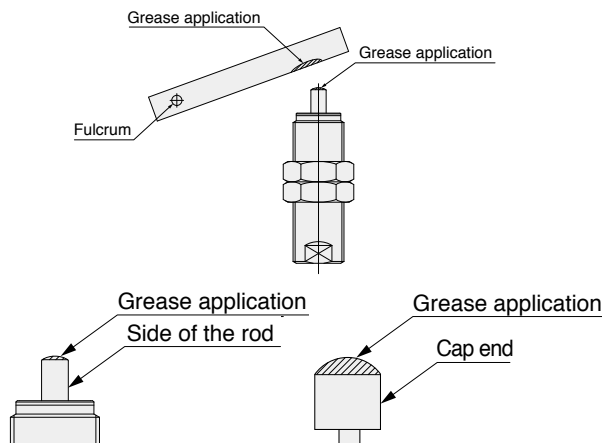 Grease application
Grease application
Fulcrum
Grease application
Side of the rod
Grease application
Cap end